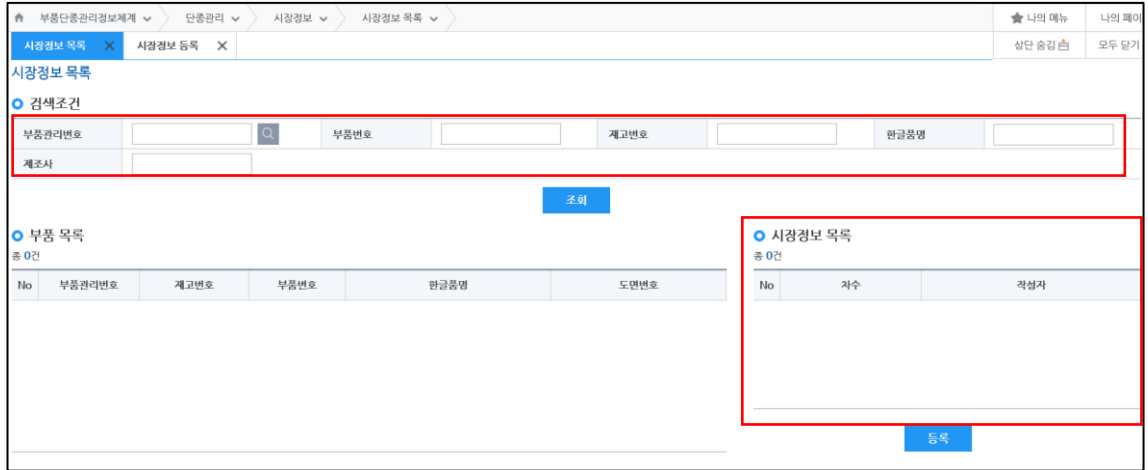 부품단종관리정보체계 단종관리 시장정보 시장정보 목록 나의 메뉴 나의 페이
시장정보 목록 시장정보 등록 상단 숨김 모두 닫기
시장정보 목록
검색조건
부품관리번호 부품번호 재고번호 한글품명
제조사
조회
부품 목록 시장정보 목록
총 0건 총 0건
No 부품관리번호 재고번호 부품번호 한글품명 도면번호 No 차수 작성자
등록